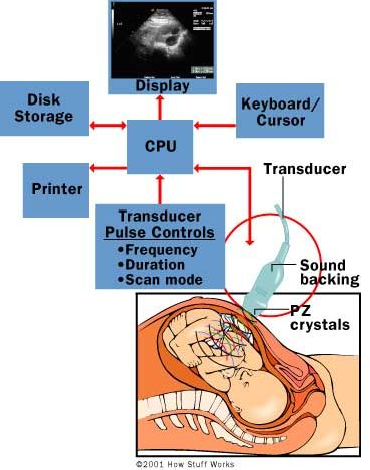 Display
Disk
Storage
Keyboard/
Cursor
CPU
Printer
Transducer
Transducer
Pulse Controls
•Frequency
•Duration
•Scan mode
Sound
backing
PZ
crystals
©2001 How Stuff Works